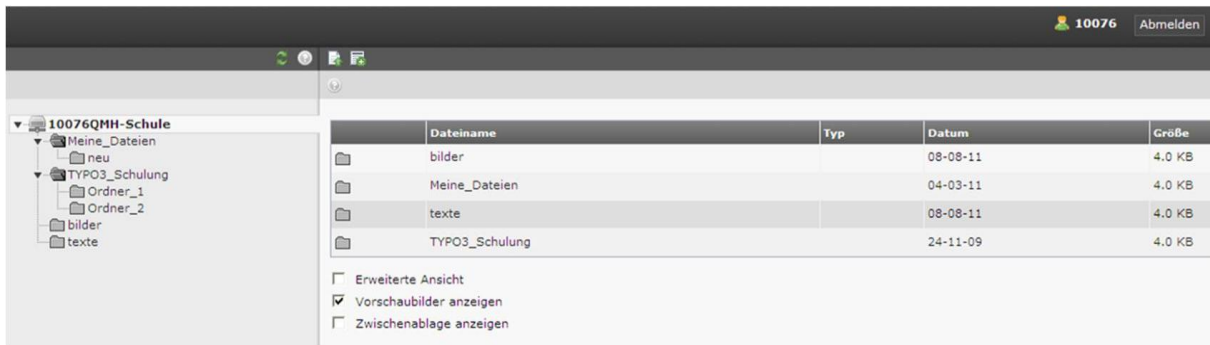 10076 Abmelden
10076QMH-Schule
Meine_Dateien
neu
TYPO3_Schulung
Ordner_1
Ordner_2
bilder
texte
Dateiname Typ Datum Größe
bilder 08-08-11 4.0 KB
Meine_Dateien 04-03-11 4.0 KB
texte 08-08-11 4.0 KB
TYPO3_Schulung 24-11-09 4.0 KB
Erweiterte Ansicht
Vorschaubilder anzeigen
Zwischenablage anzeigen